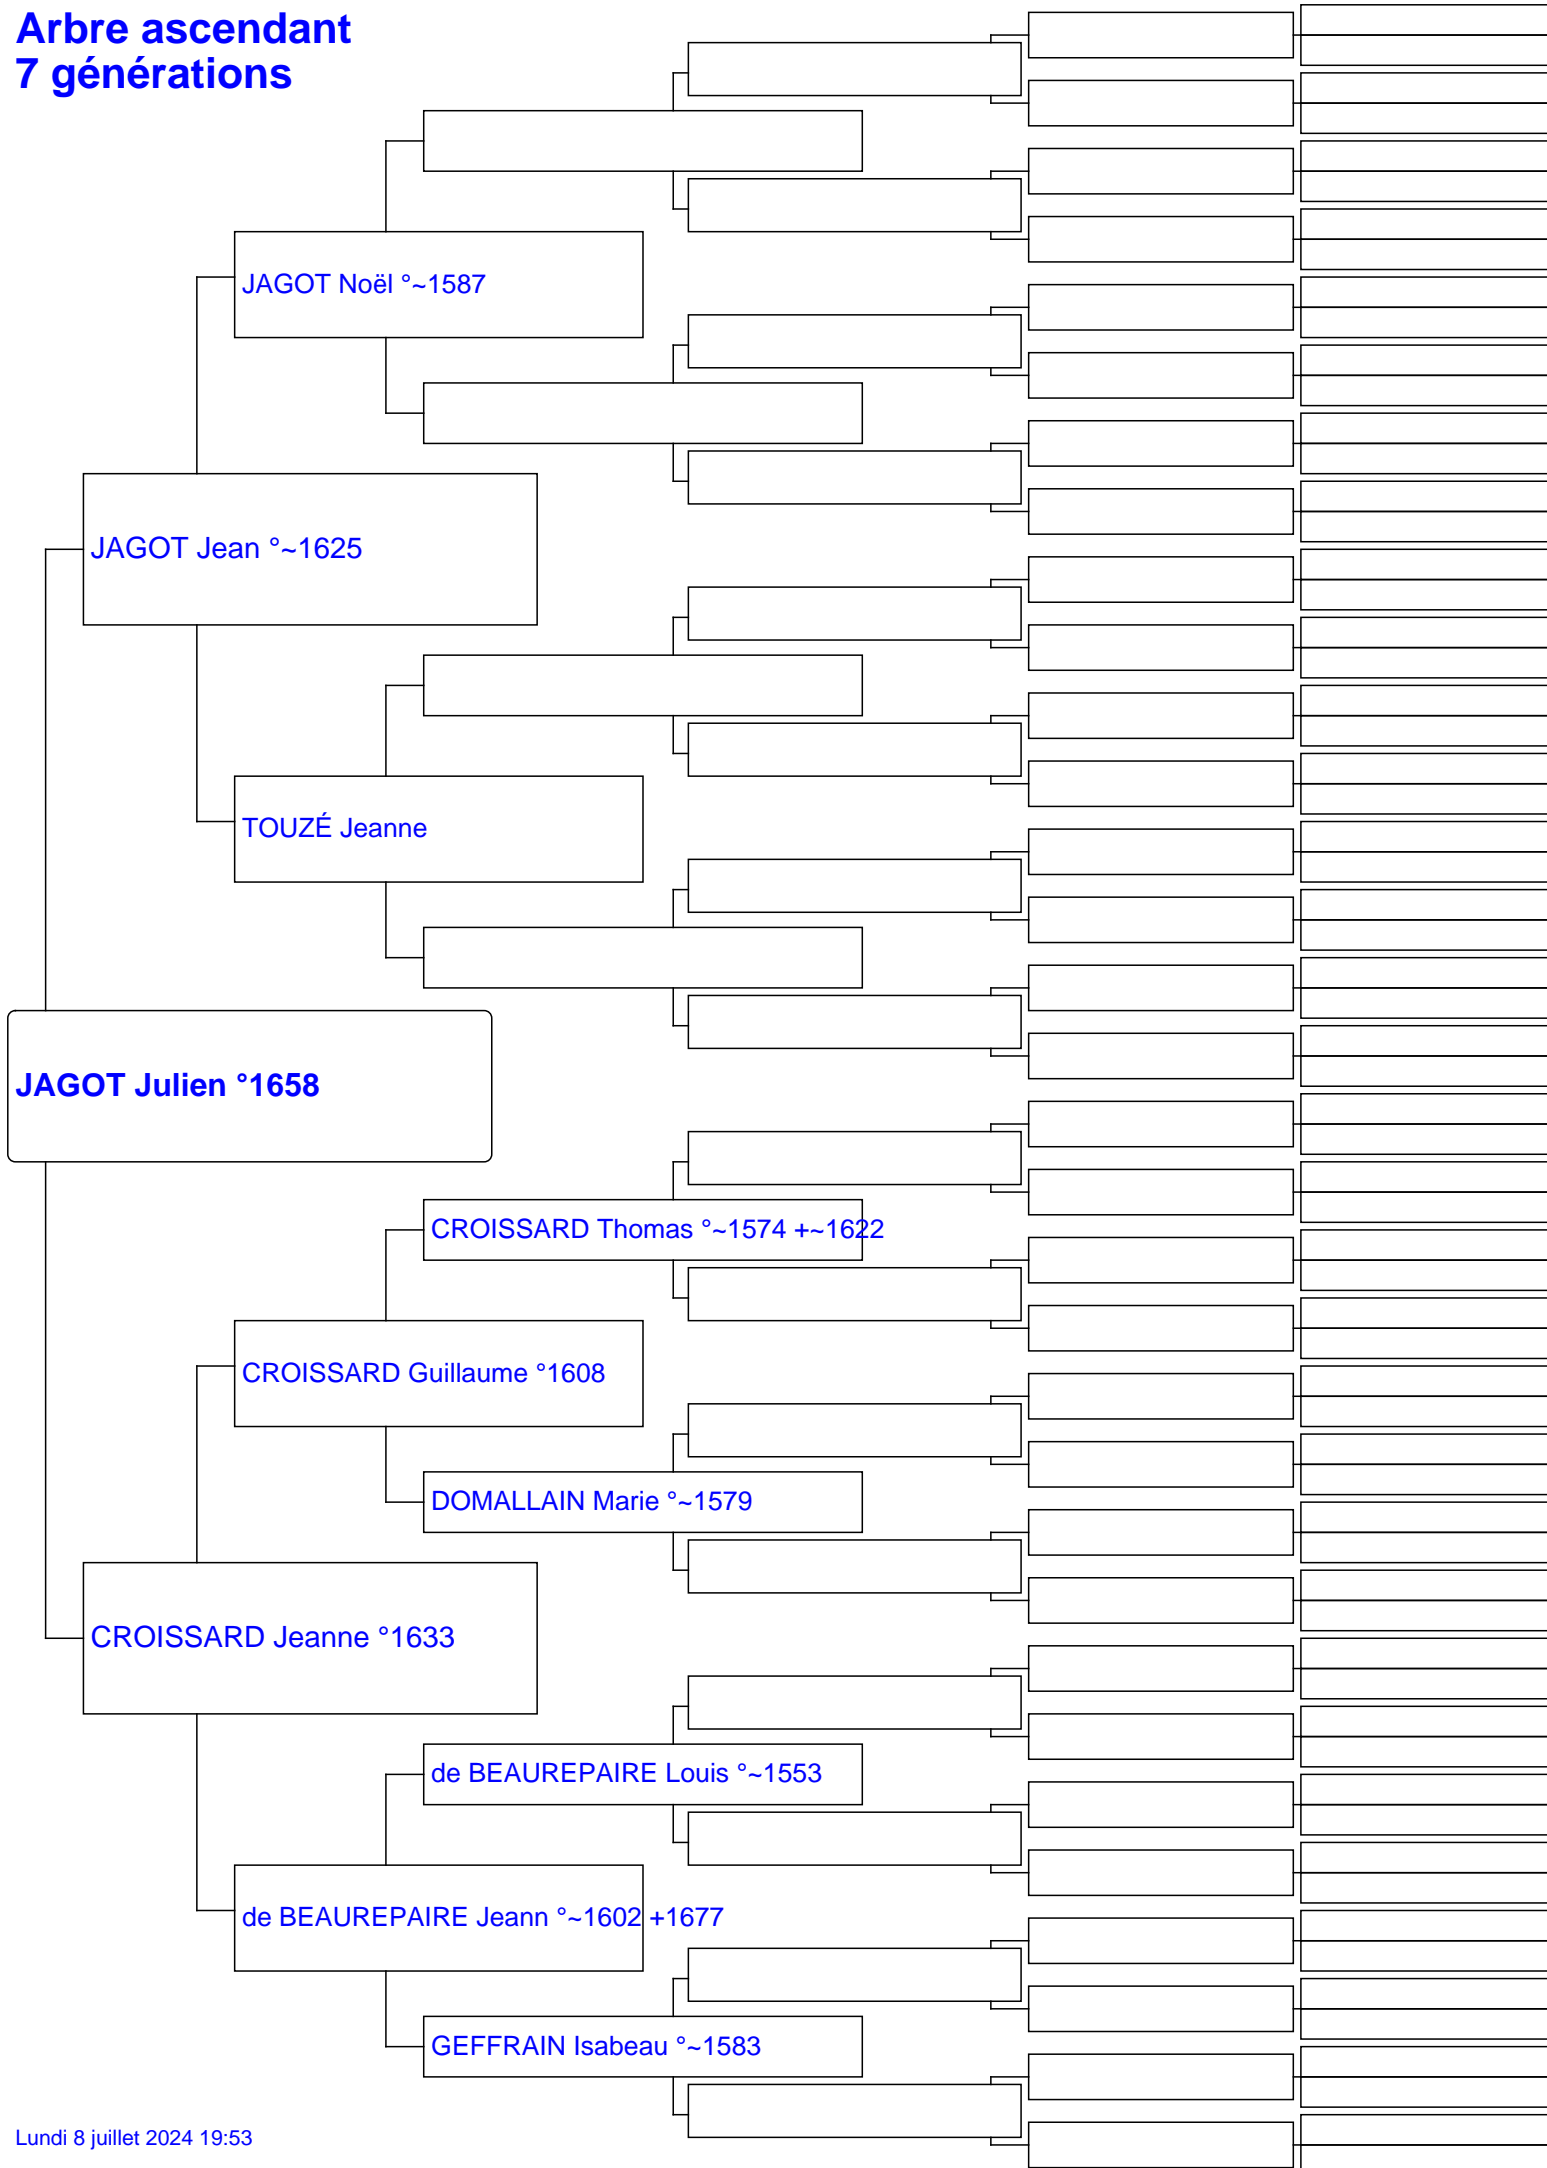 Arbre ascendant
7 générations
JAGOT Noël °~1587
JAGOT Jean °~1625
TOUZÉ Jeanne
JAGOT Julien °1658
CROISSARD Thomas °~1574 +~1622
CROISSARD Guillaume °1608
DOMALLAIN Marie °~1579
CROISSARD Jeanne °1633
de BEAUREPAIRE Louis °~1553
de BEAUREPAIRE Jeann °~1602 +1677
GEFFRAIN Isabeau °~1583
Lundi 8 juillet 2024 19:53